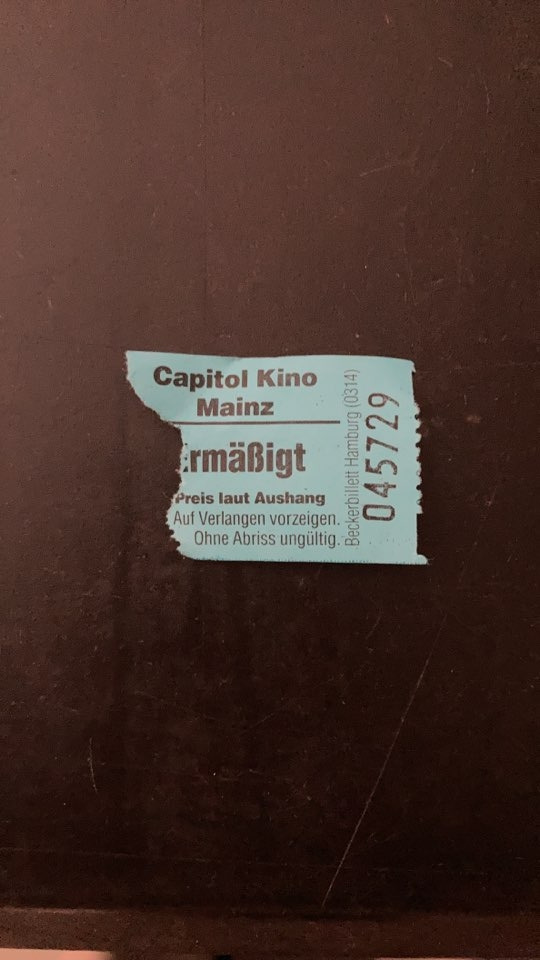 Capitol Kino
Mainz
rmäßigt
Preis laut Aushang
Auf Verlangen vorzeigen.
Ohne Abriss ungültig.
Beckerbillett Hamburg (0314)
045729